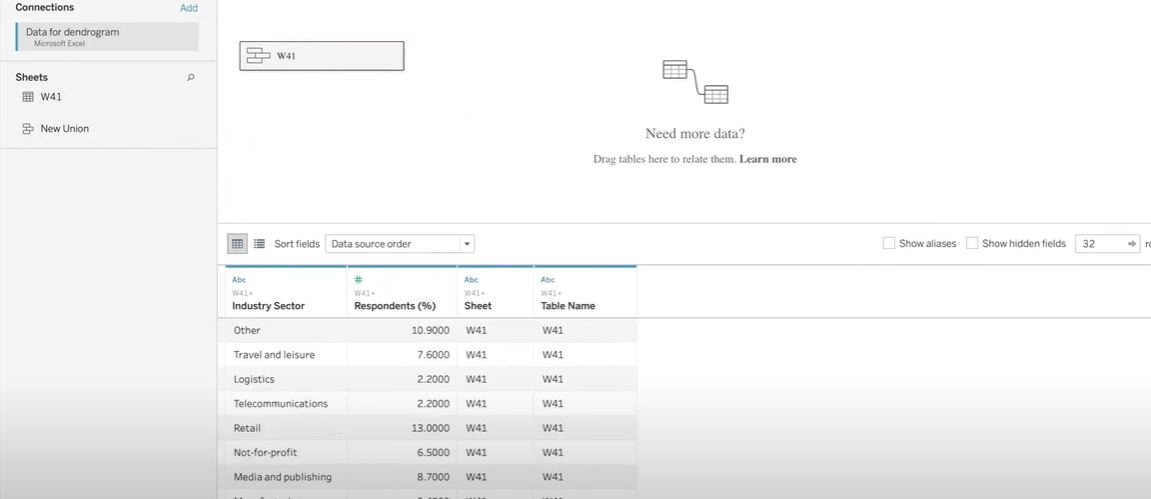 Connections Add
Data for dendrogram
Microsoft Excel
Sheets
W41
New Union
W41
Need more data?
Drag tables here to relate them. Learn more
Sort fields Data source order Show aliases Show hidden fields 32
Abc # Abc Abc
W41+ W41+ W41+ W41+
Industry Sector Respondents (%) Sheet Table Name
Other 10.9000 W41 W41
Travel and leisure 7.6000 W41 W41
Logistics 2.2000 W41 W41
Telecommunications 2.2000 W41 W41
Retail 13.0000 W41 W41
Not-for-profit 6.5000 W41 W41
Media and publishing 8.7000 W41 W41